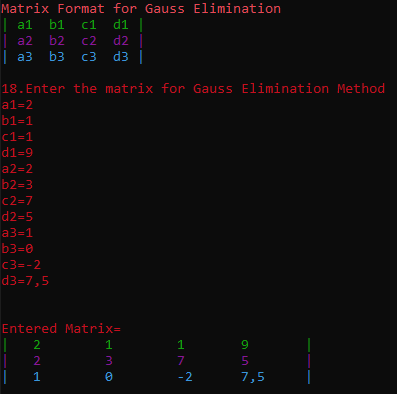 Matrix Format for Gauss Elimination
| a1 b1 c1 d1 |
| a2 b2 c2 d2 |
| a3 b3 c3 d3 |
18.Enter the matrix for Gauss Elimination Method
a1=2
b1=1
c1=1
d1=9
a2=2
b2=3
c2=7
d2=5
a3=1
b3=0
c3=-2
d3=7,5
Entered Matrix=
| 2 1 1 9 |
| 2 3 7 5 |
| 1 0 -2 7,5 |